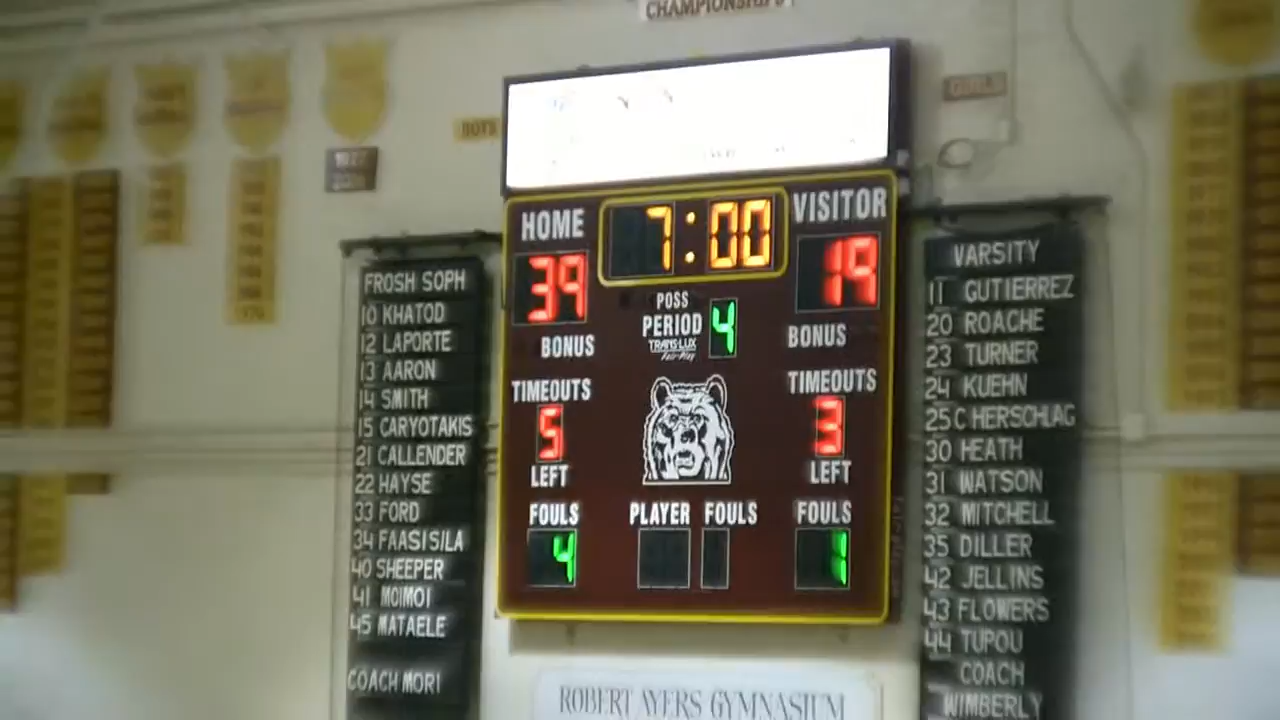 CHAMPIONSHIPS
BOYS
GIRLS
HOME
7:00
VISITOR
39
19
POSS
PERIOD 4
TRANS-LUX
Fair-Play
BONUS
BONUS
TIMEOUTS
5
LEFT
TIMEOUTS
3
LEFT
FOULS
4
PLAYER FOULS
FOULS
1
FROSH SOPH
10 KHATOD
12 LAPORTE
13 AARON
14 SMITH
15 CARYOTAKIS
21 CALLENDER
22 HAYSE
33 FORD
34 FAASISILA
40 SHEEPER
41 MOIMOI
45 MATAELE
COACH MORI
VARSITY
11 GUTIERREZ
20 ROACHE
23 TURNER
24 KUEHN
25 C HERSCHLAG
30 HEATH
31 WATSON
32 MITCHELL
35 DILLER
42 JELLINS
43 FLOWERS
44 TUPOU
COACH
WIMBERLY
ROBERT AYERS GYMNASIUM